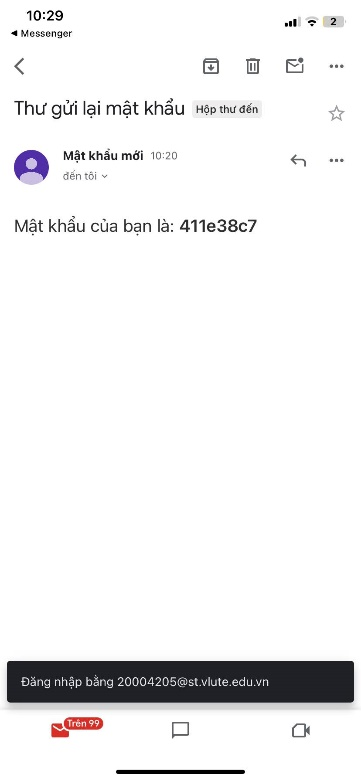 10:29
2
◄ Messenger
Thư gửi lại mật khẩu Hộp thư đến
Mật khẩu mới 10:20
đến tôi
Mật khẩu của bạn là: 411e38c7
Đăng nhập bằng 20004205@st.vlute.edu.vn
Trên 99